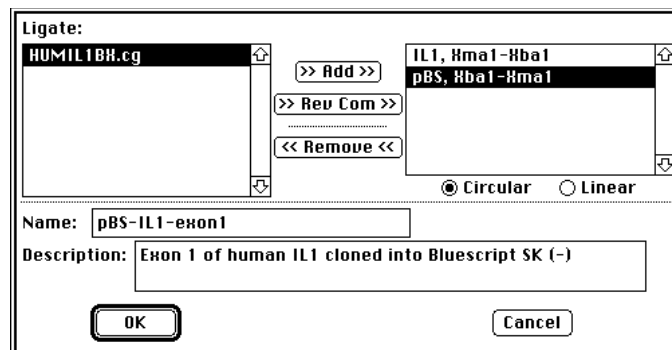 Ligate:
HUMIL1BX.cg
>> Add >>
>> Rev Com >>
<< Remove <<
IL1, Xma1-Xba1
pBS, Xba1-Xma1
Circular
Linear
Name: pBS-IL1-exon1
Description: Exon 1 of human IL1 cloned into Bluescript SK (-)
OK
Cancel